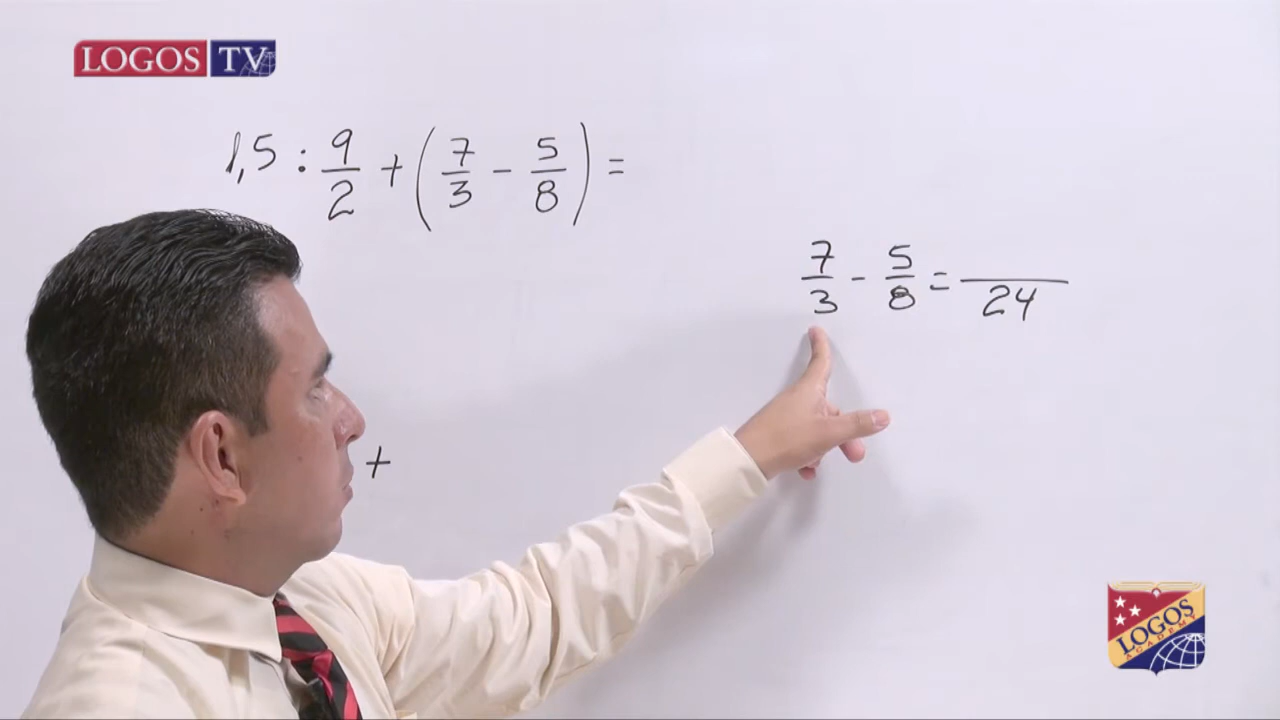 LOGOS TV
1,5 : 9/2 + (7/3 - 5/8) =
7/3 - 5/8 = /24
+
LOGOS
ACADEMY